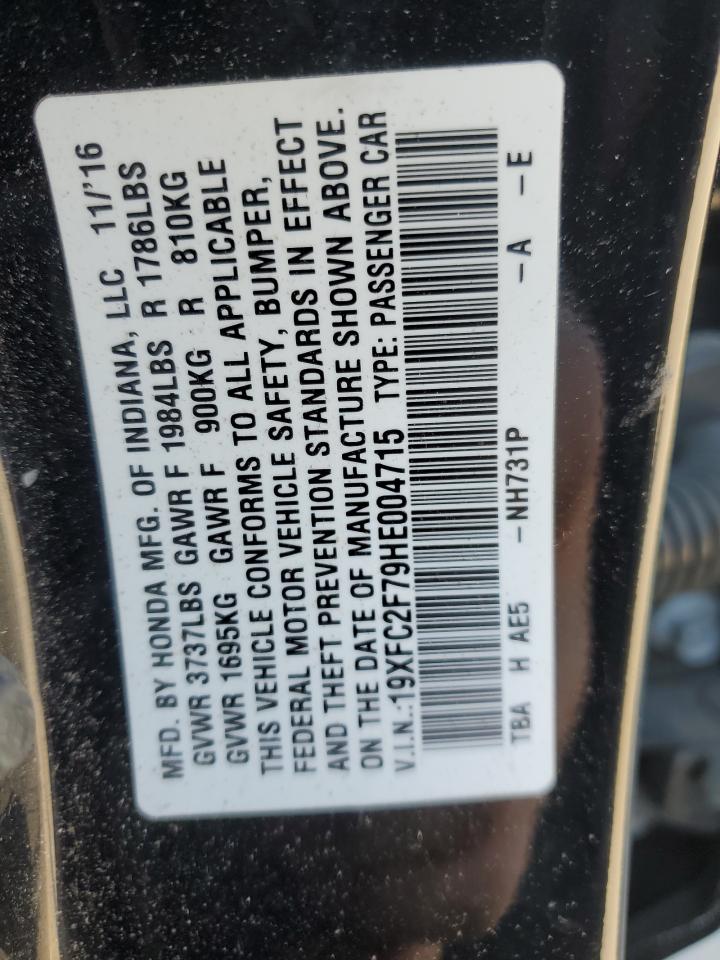 MFD. BY HONDA MFG. OF INDIANA, LLC 11/'16
GVWR 3737LBS GAWR F 1984LBS R 1786LBS
GVWR 1695KG GAWR F 900KG R 810KG
THIS VEHICLE CONFORMS TO ALL APPLICABLE
FEDERAL MOTOR VEHICLE SAFETY, BUMPER,
AND THEFT PREVENTION STANDARDS IN EFFECT
ON THE DATE OF MANUFACTURE SHOWN ABOVE.
V.I.N.:19XFC2F79HE004715 TYPE: PASSENGER CAR
TBA H AE5 -NH731P -A -E